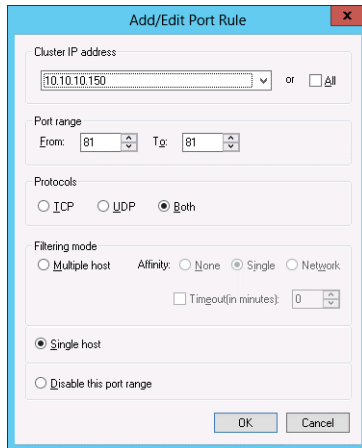 Add/Edit Port Rule
x
Cluster IP address
10.10.10.150 or All
Port range
From: 81 To: 81
Protocols
TCP UDP Both
Filtering mode
Multiple host Affinity: None Single Network
Timeout(in minutes): 0
Single host
Disable this port range
OK Cancel